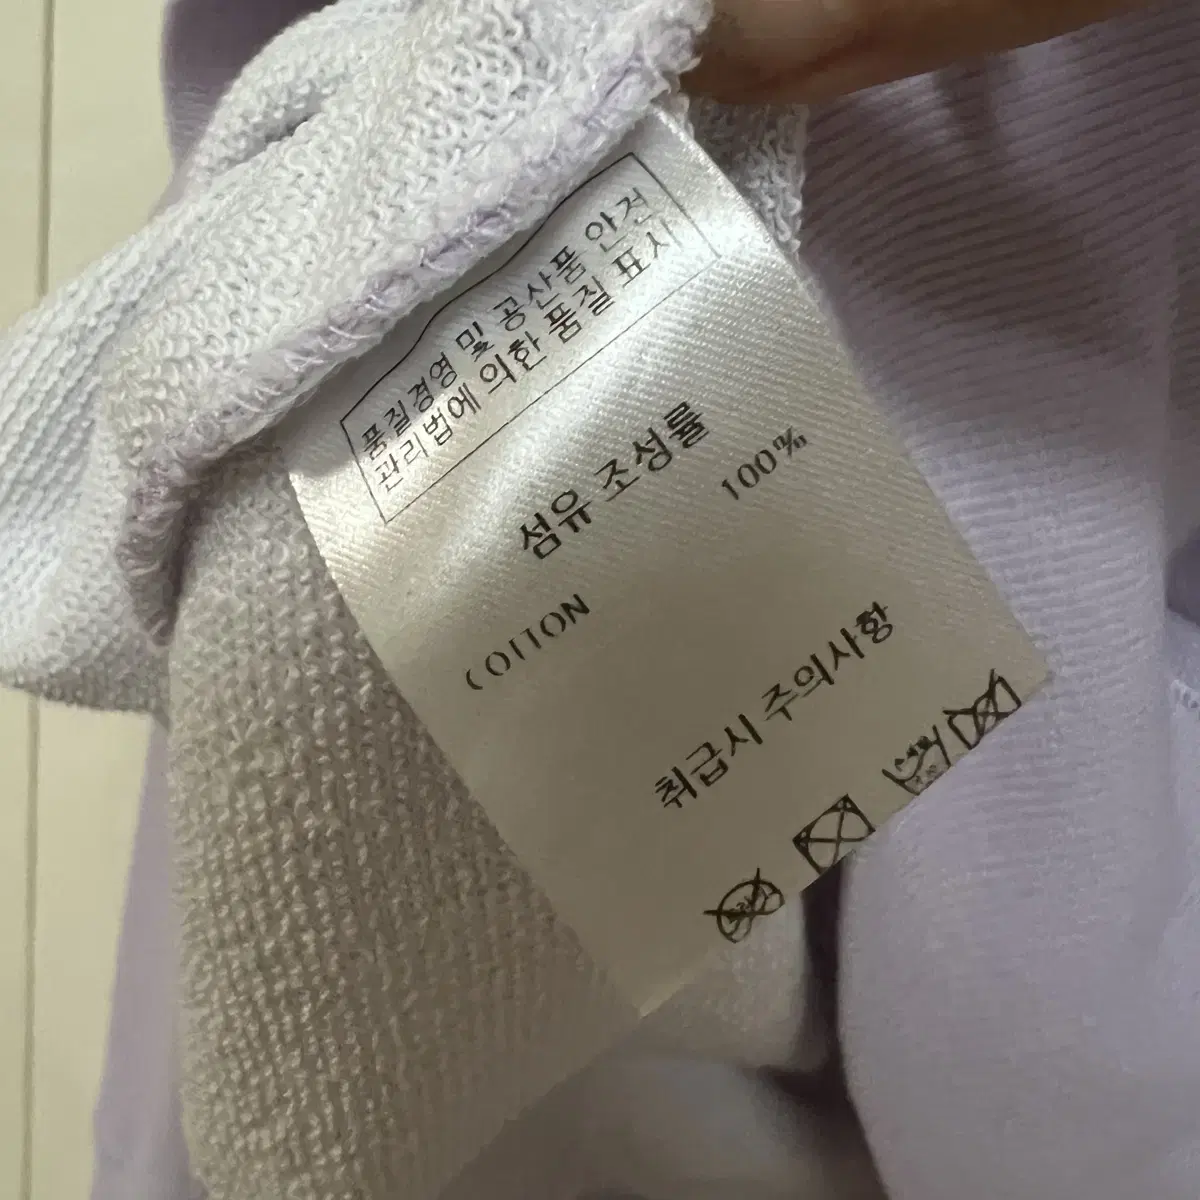 품질경영 및 공산품 안전
관리법에 의한 품질 표시
섬유 조성률
COTTON 100%
취급시 주의사항